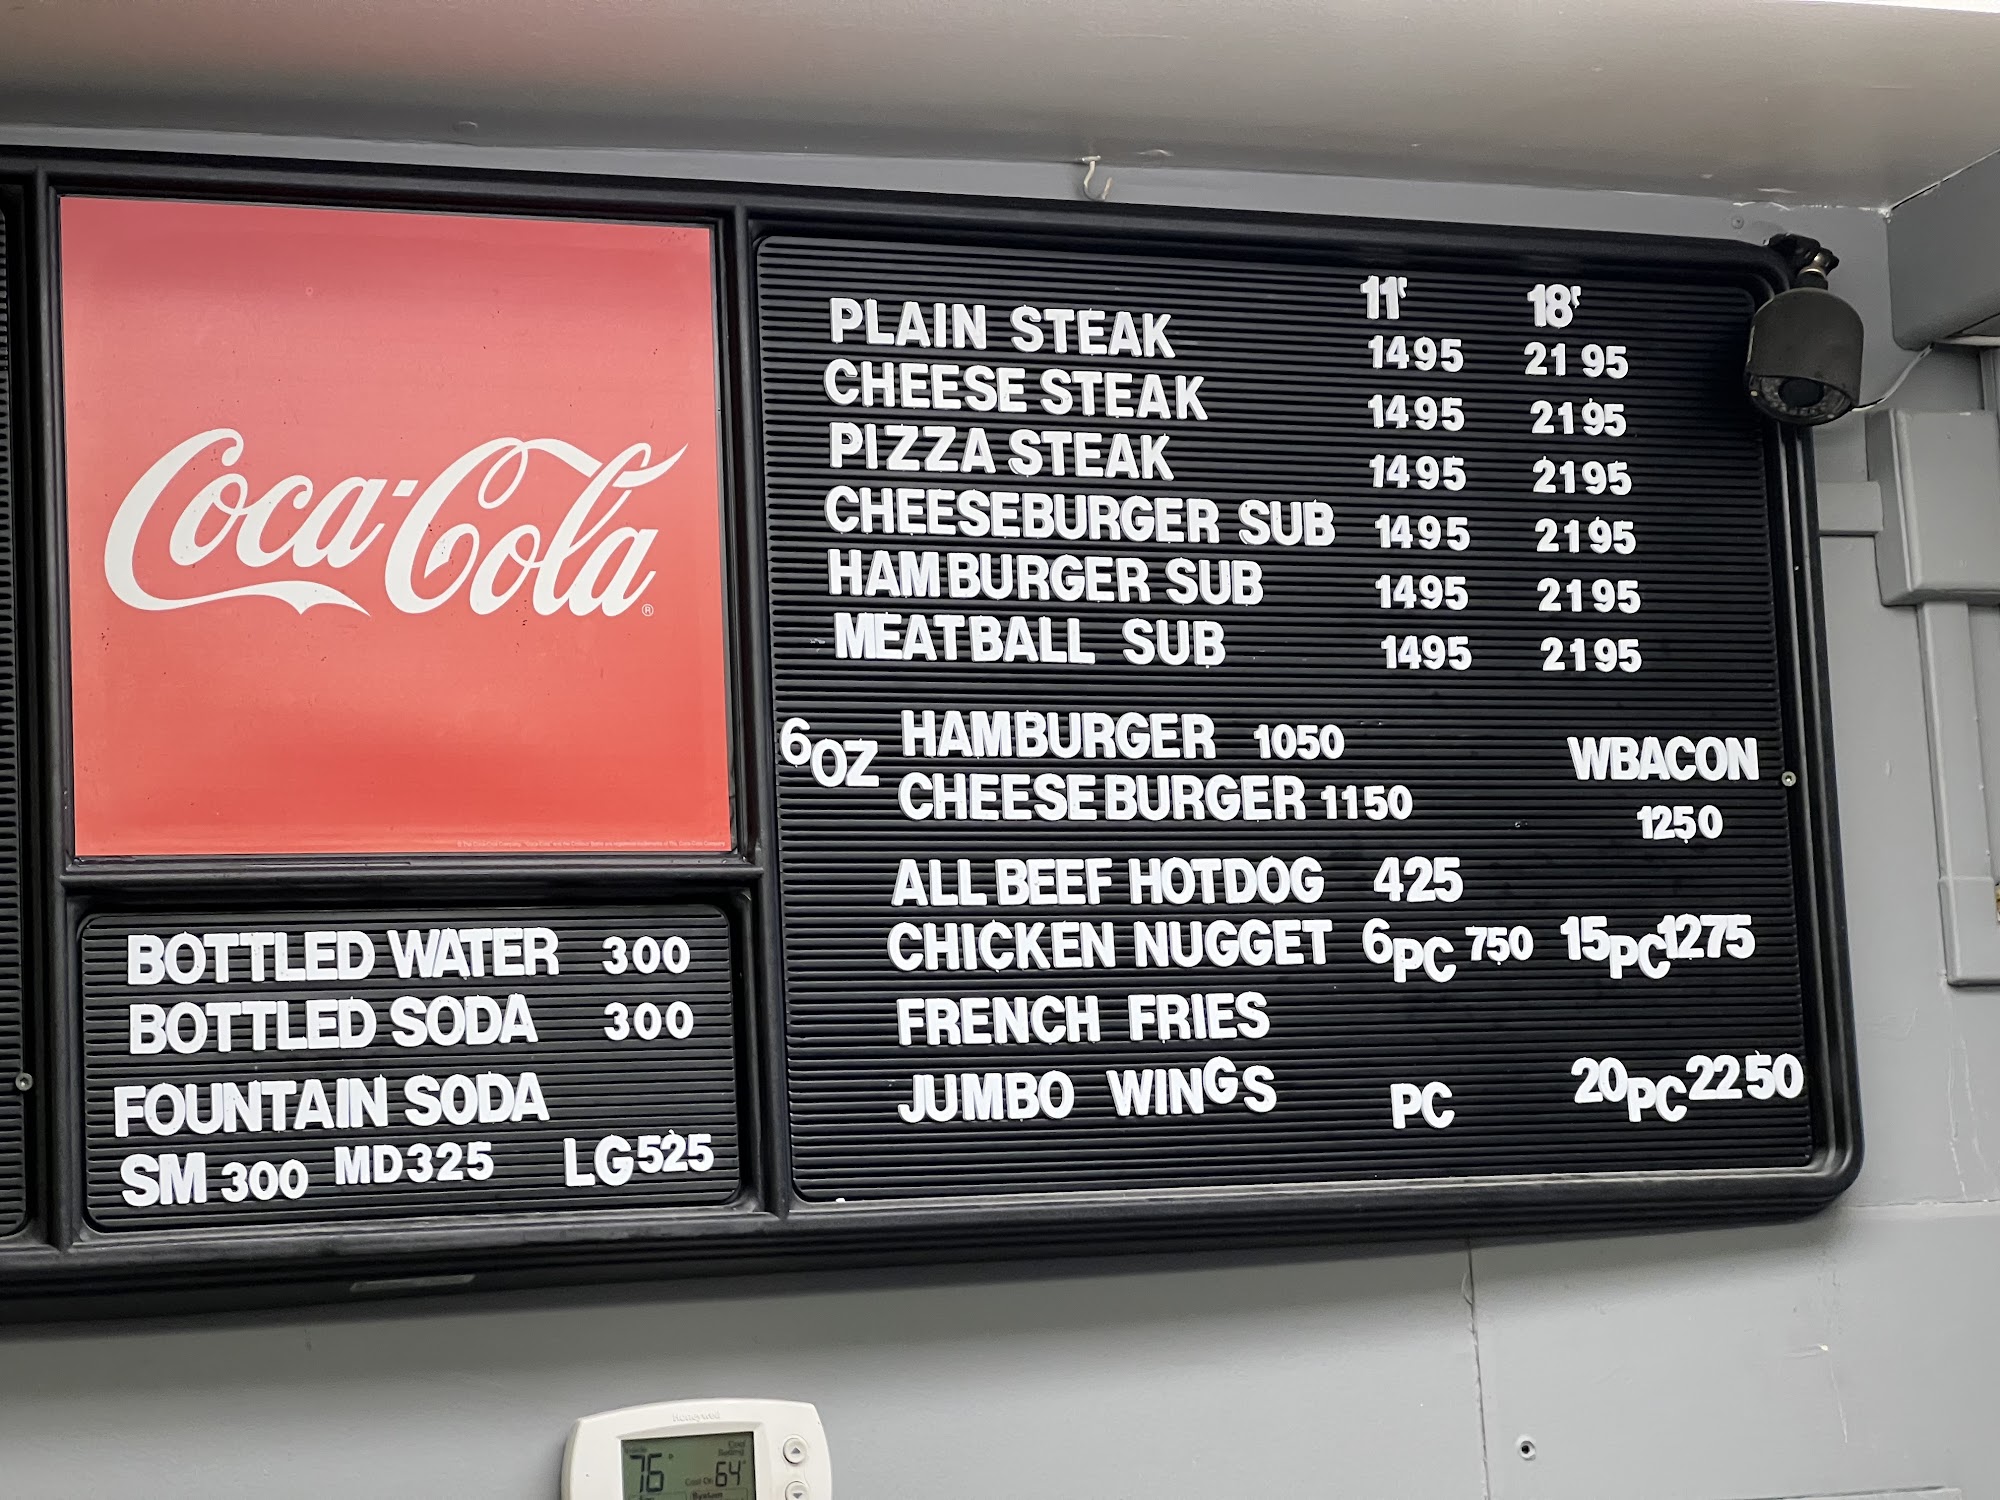 Coca-Cola
®
BOTTLED WATER 300
BOTTLED SODA 300
FOUNTAIN SODA
SM 300 MD 325 LG 525
11" 18"
PLAIN STEAK 1495 2195
CHEESE STEAK 1495 2195
PIZZA STEAK 1495 2195
CHEESEBURGER SUB 1495 2195
HAMBURGER SUB 1495 2195
MEATBALL SUB 1495 2195
6OZ HAMBURGER 1050 WBACON
CHEESEBURGER 1150 1250
ALL BEEF HOTDOG 425
CHICKEN NUGGET 6PC 750 15PC 1275
FRENCH FRIES
JUMBO WINGS PC 20PC 2250
Honeywell
76° 64°